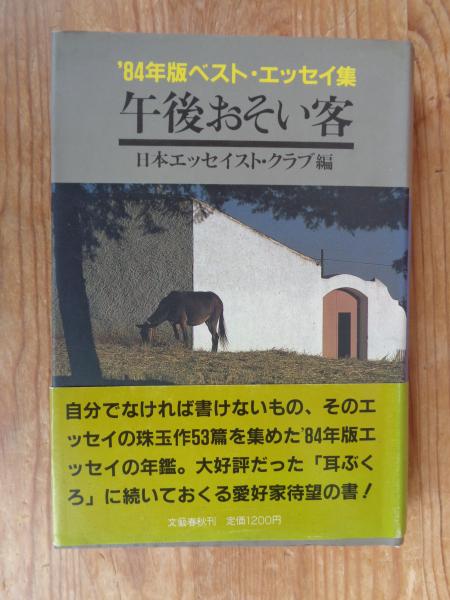 '84年版ベスト・エッセイ集
午後おそい客
日本エッセイスト・クラブ編
自分でなければ書けないもの、そのエ
ッセイの珠玉作53篇を集めた'84年版エ
ッセイの年鑑。大好評だった「耳ぶく
ろ」に続いておくる愛好家待望の書!
文藝春秋刊 定価1200円